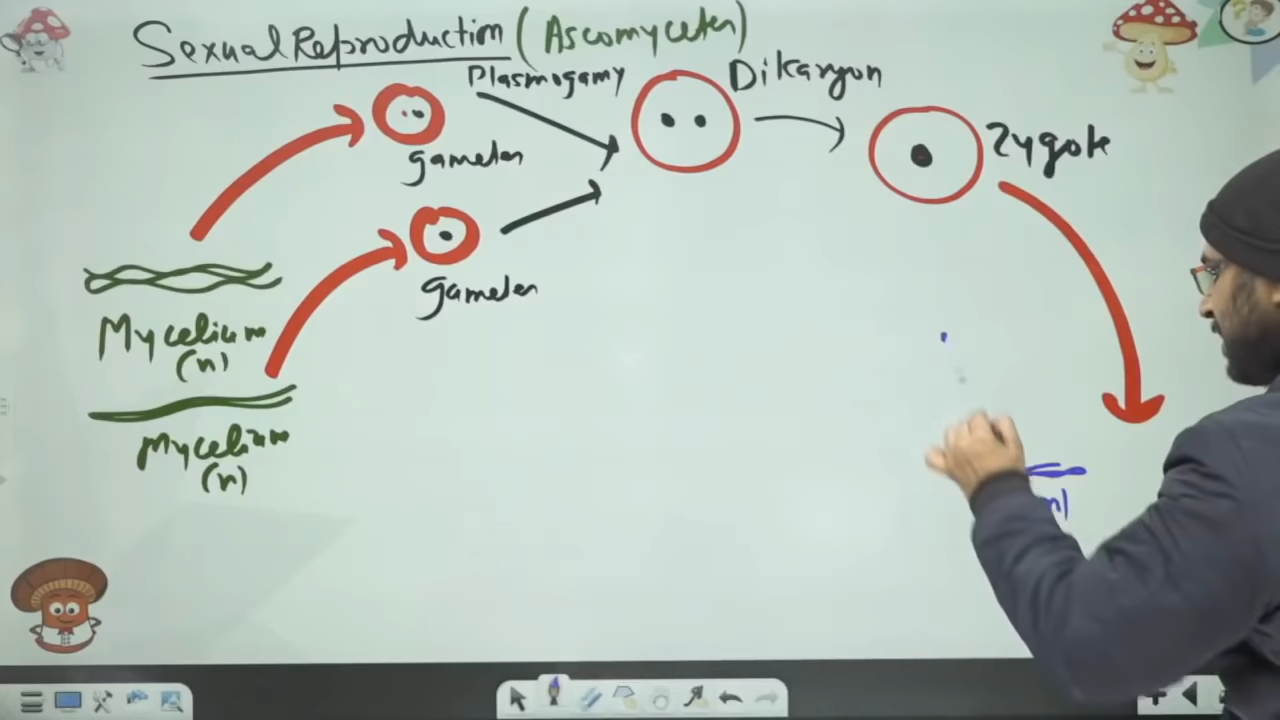 Sexual Reproduction (Ascomycetes)
Plasmogamy
Dikaryon
gametes
Zygote
gametes
Mycelium
(n)
Mycelium
(n)